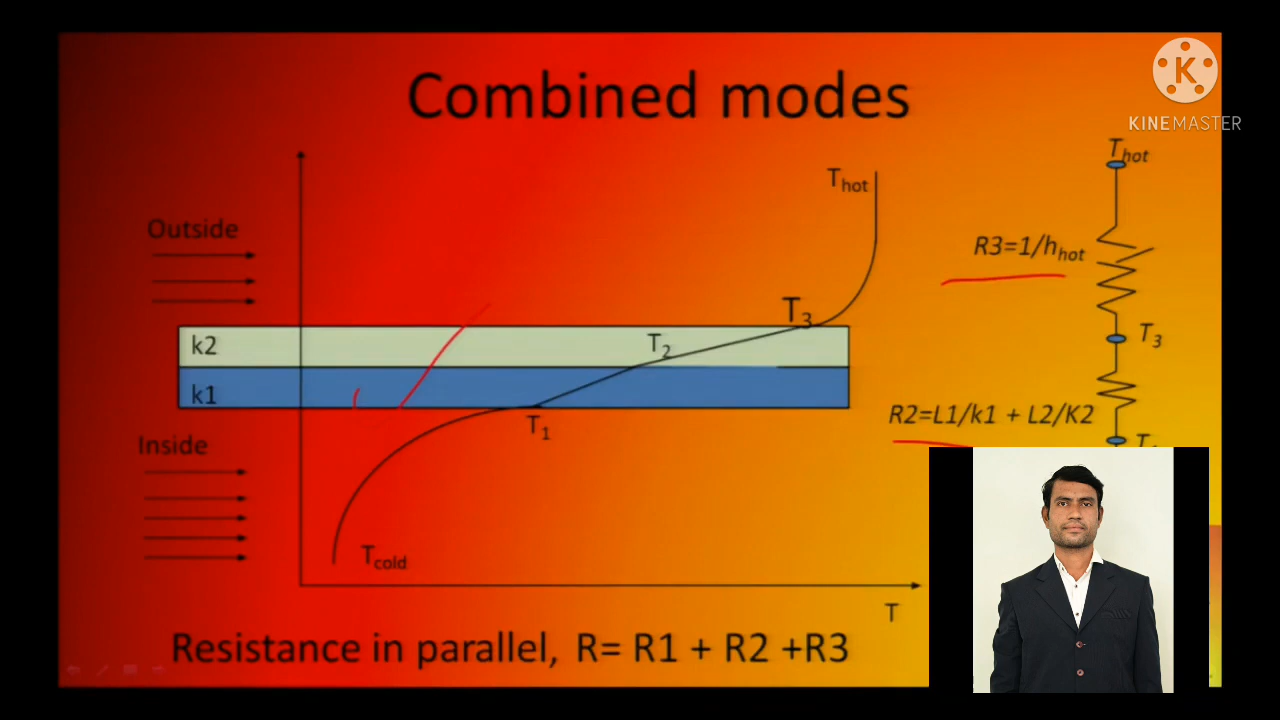 Combined modes
K
KINEMASTER
Thot
Thot
Outside
R3=1/hhot
T3
T3
k2
T2
k1
R2=L1/k1 + L2/K2
T1
Inside
Tcold
T
Resistance in parallel, R= R1 + R2 +R3